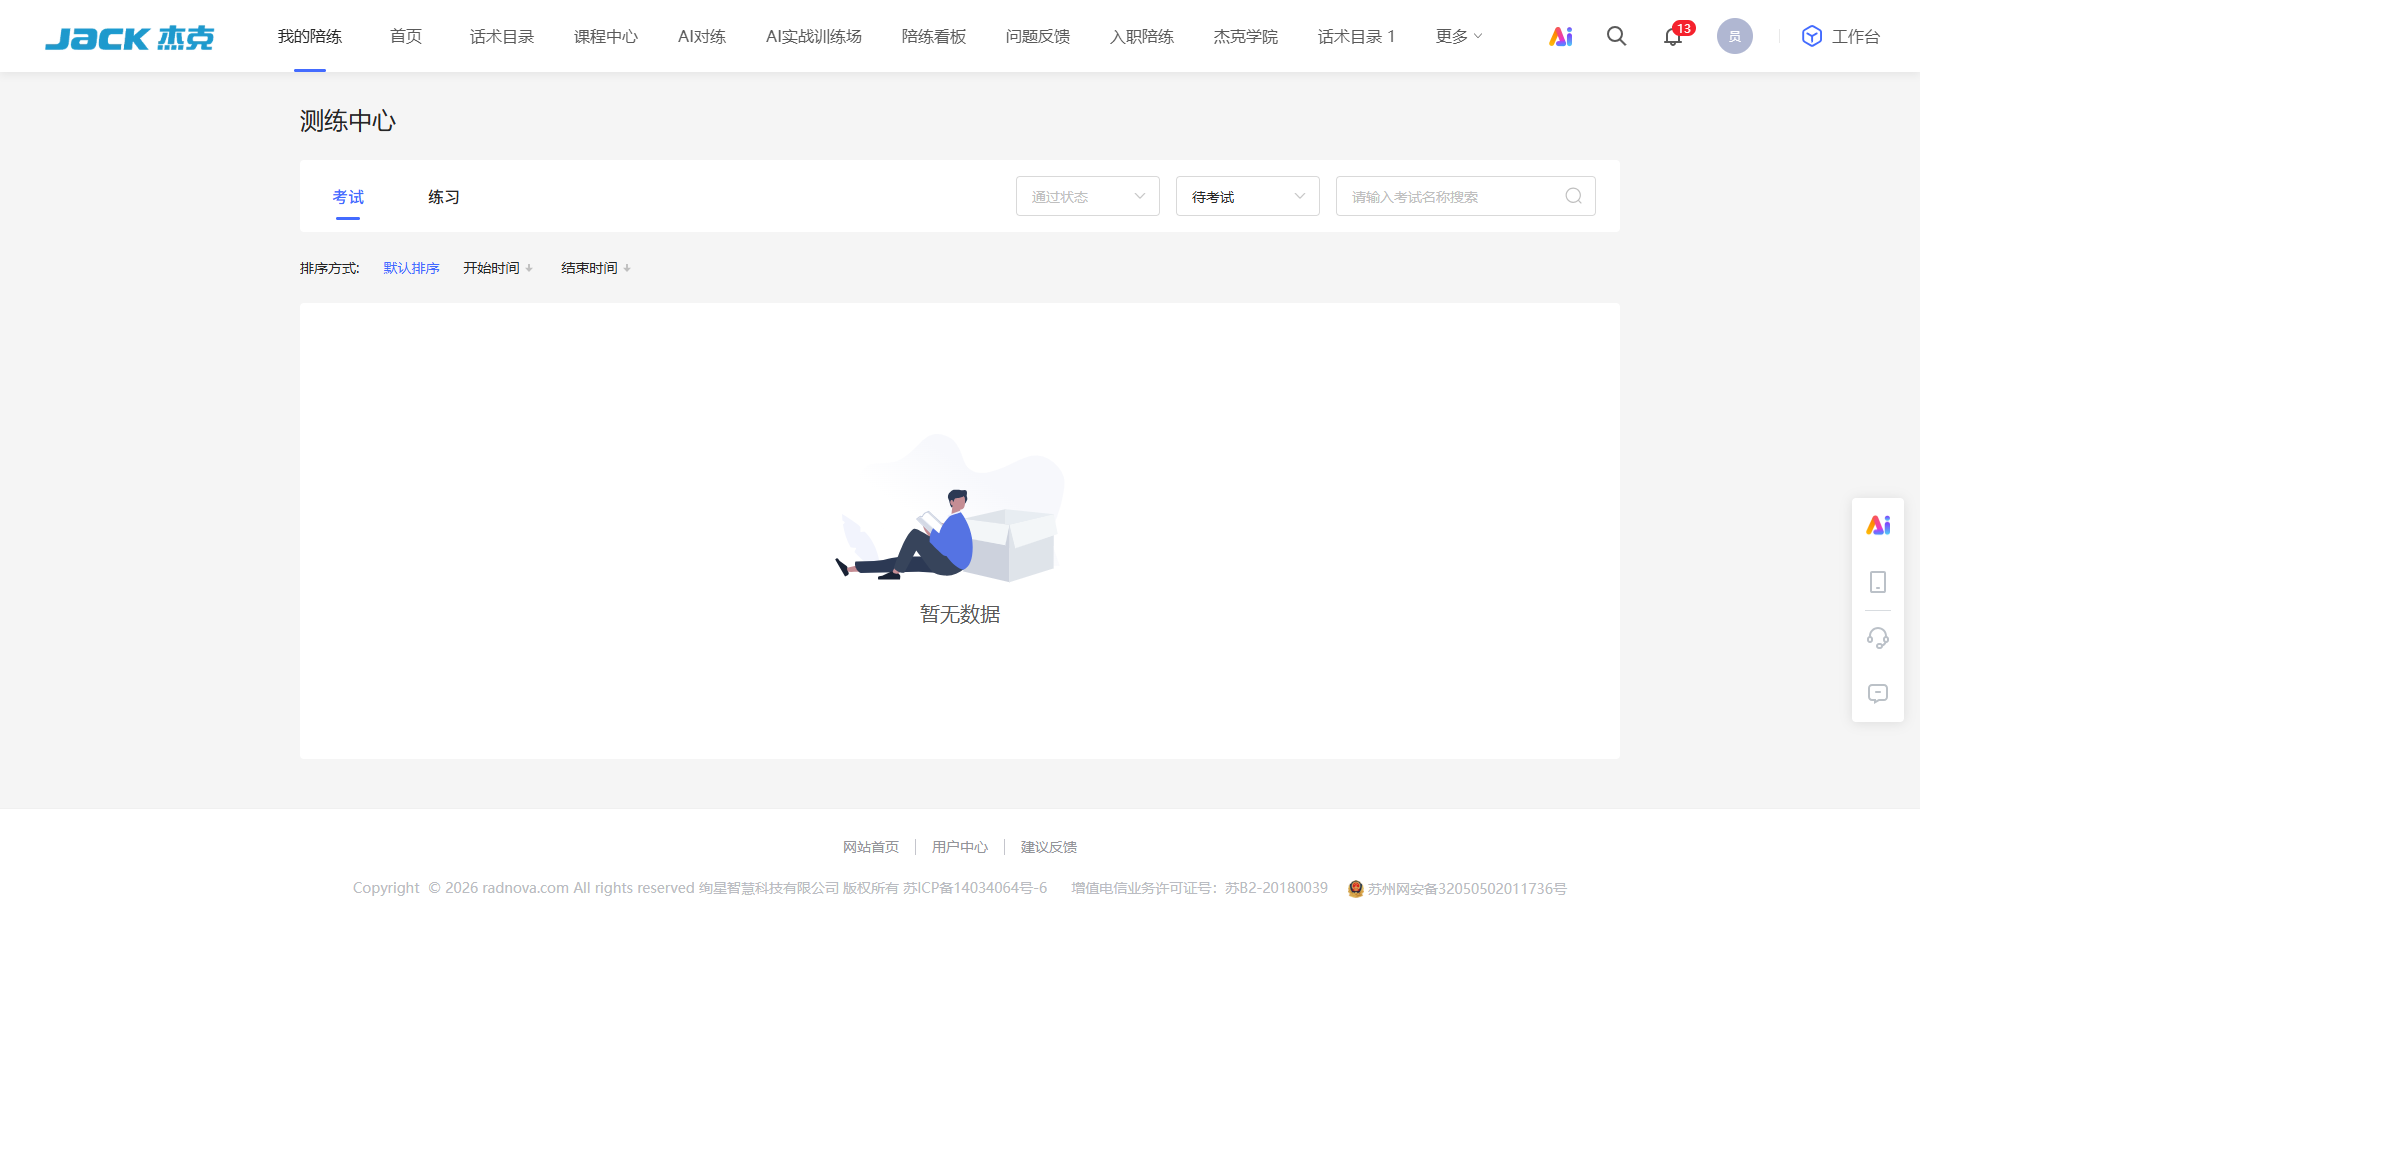 JACK 杰克 我的陪练 首页 话术目录 课程中心 AI对练 AI实战训练场 陪练看板 问题反馈 入职陪练 杰克学院 话术目录 1 更多 Ai 13 员 工作台
测练中心
考试 练习 通过状态 待考试 请输入考试名称搜索
排序方式: 默认排序 开始时间 结束时间
Ai
暂无数据
网站首页 用户中心 建议反馈
Copyright © 2026 radnova.com All rights reserved 绚星智慧科技有限公司 版权所有 苏ICP备14034064号-6 增值电信业务许可证号：苏B2-20180039 苏州网安备32050502011736号